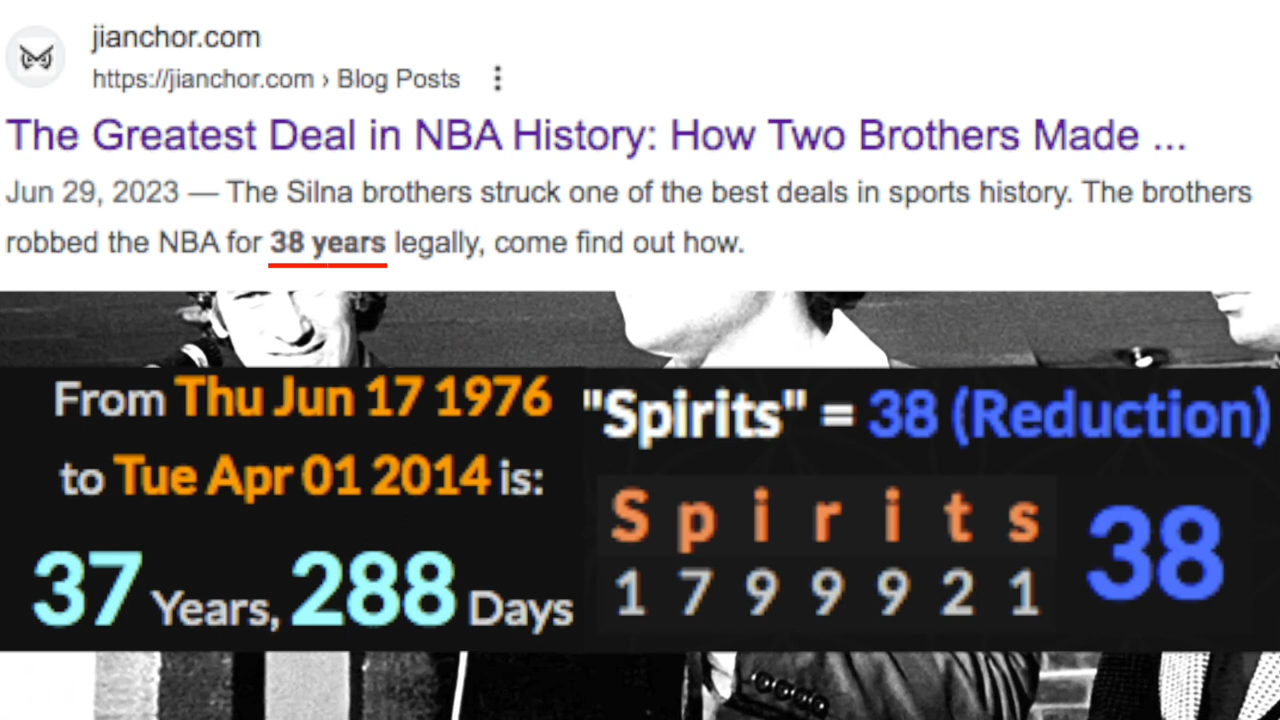 jianchor.com
https://jianchor.com › Blog Posts
The Greatest Deal in NBA History: How Two Brothers Made ...
Jun 29, 2023 — The Silna brothers struck one of the best deals in sports history. The brothers
robbed the NBA for 38 years legally, come find out how.
From Thu Jun 17 1976
to Tue Apr 01 2014 is:
37 Years, 288 Days
"Spirits" = 38 (Reduction)
S p i r i t s
1 7 9 9 9 2 1
38